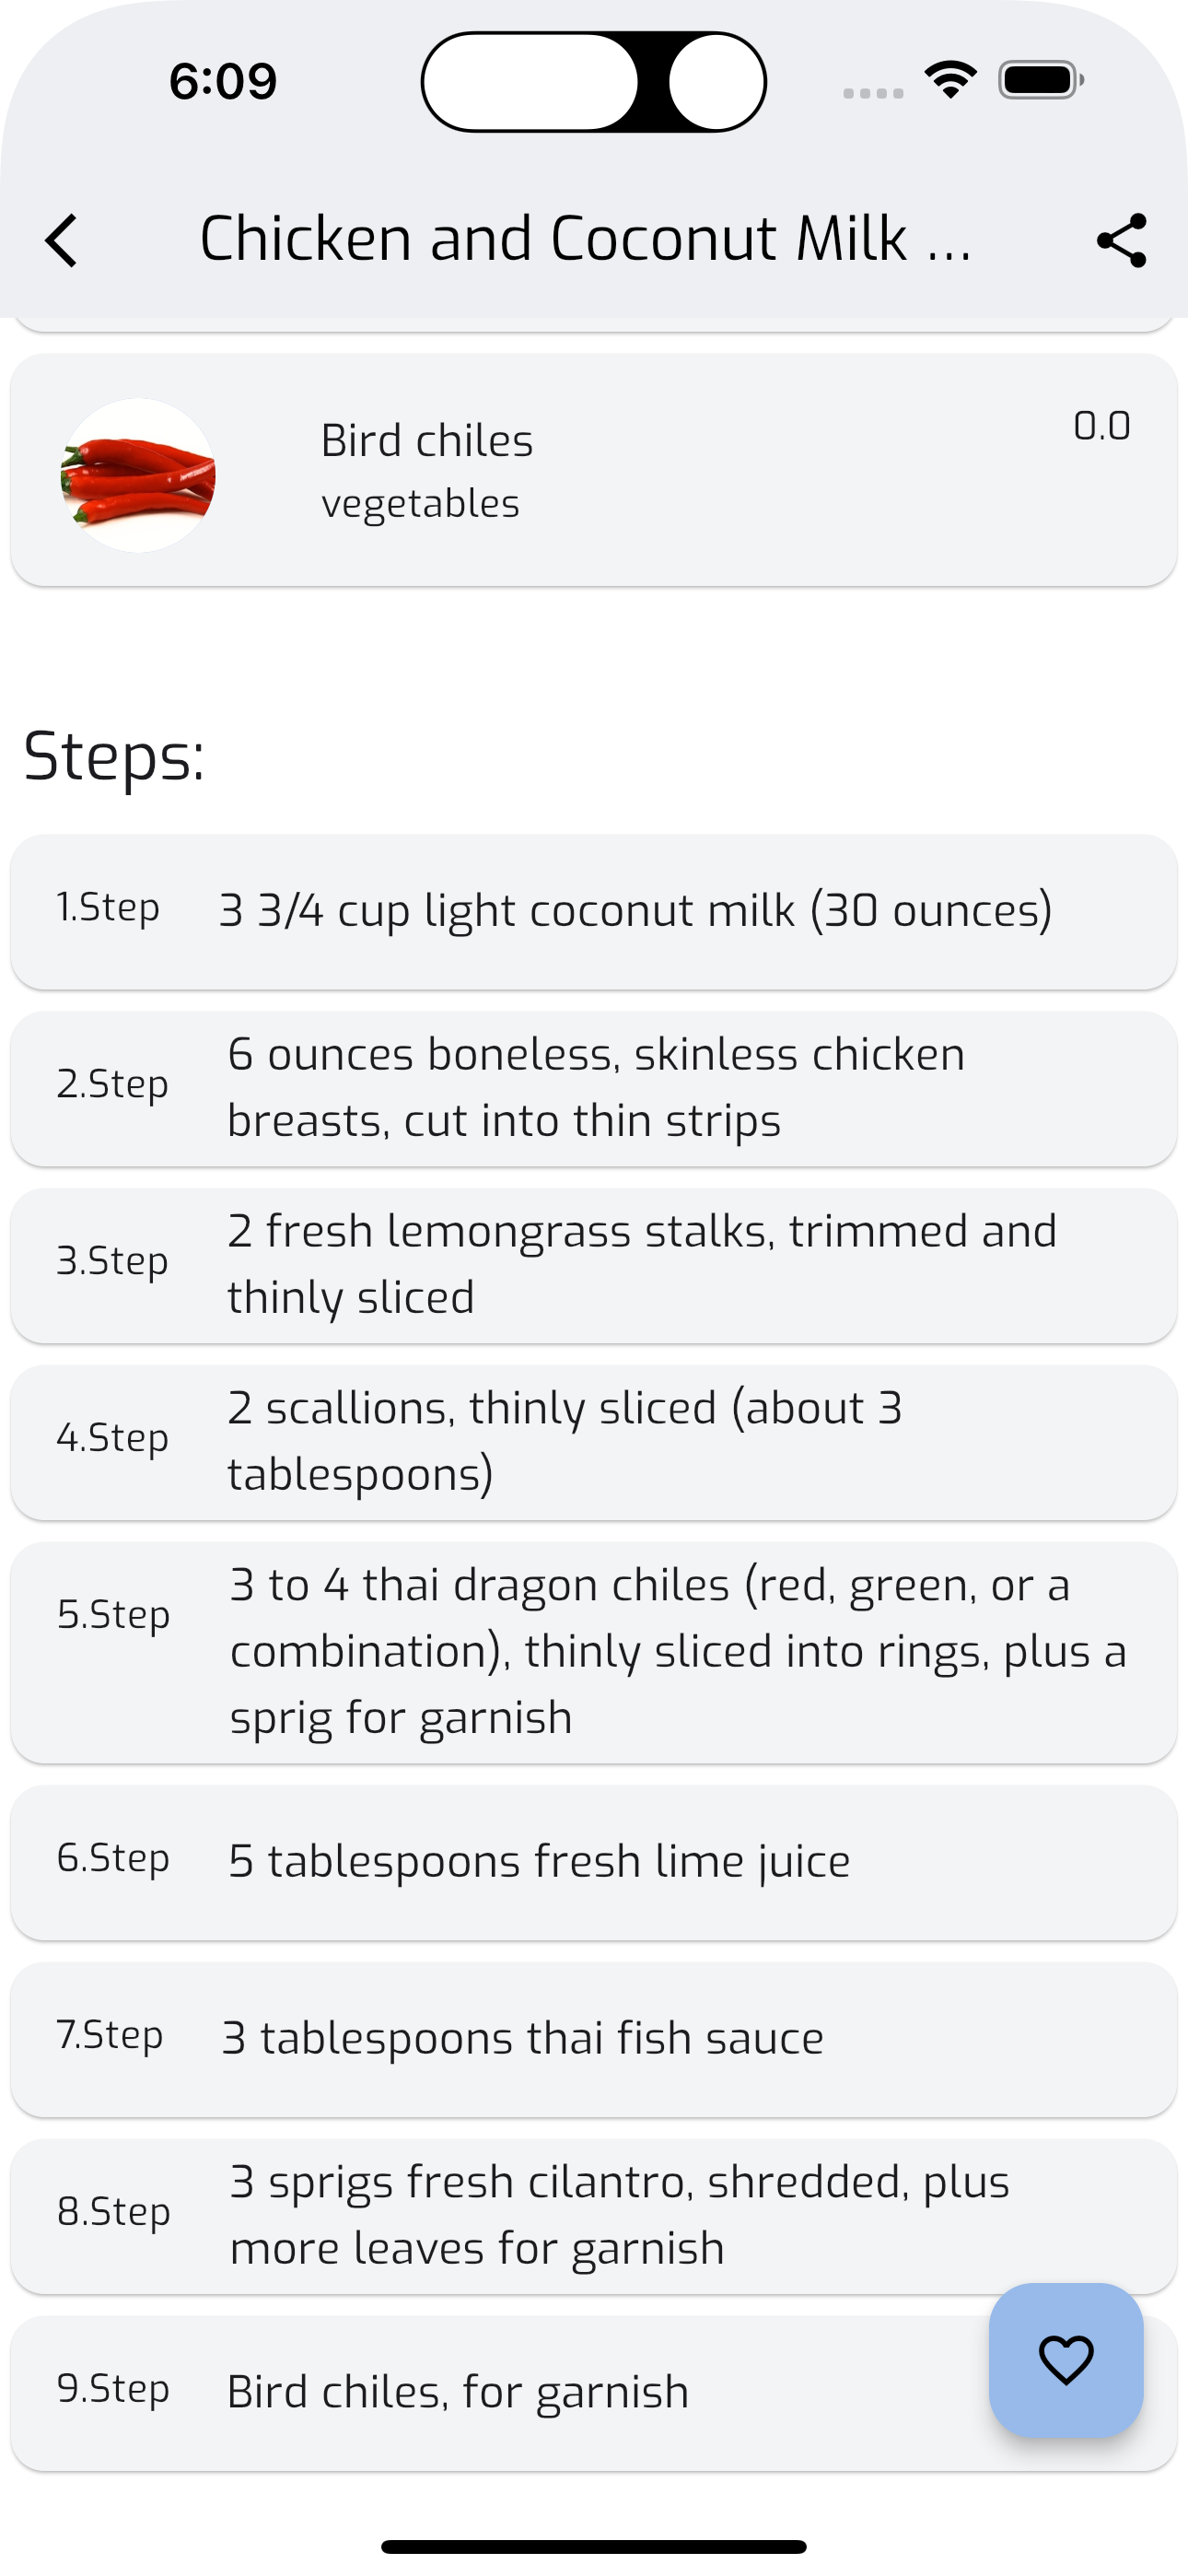 6:09
Chicken and Coconut Milk ...
Bird chiles
0.0
vegetables
Steps:
1.Step
3 3/4 cup light coconut milk (30 ounces)
2.Step
6 ounces boneless, skinless chicken
breasts, cut into thin strips
3.Step
2 fresh lemongrass stalks, trimmed and
thinly sliced
4.Step
2 scallions, thinly sliced (about 3
tablespoons)
5.Step
3 to 4 thai dragon chiles (red, green, or a
combination), thinly sliced into rings, plus a
sprig for garnish
6.Step
5 tablespoons fresh lime juice
7.Step
3 tablespoons thai fish sauce
8.Step
3 sprigs fresh cilantro, shredded, plus
more leaves for garnish
9.Step
Bird chiles, for garnish